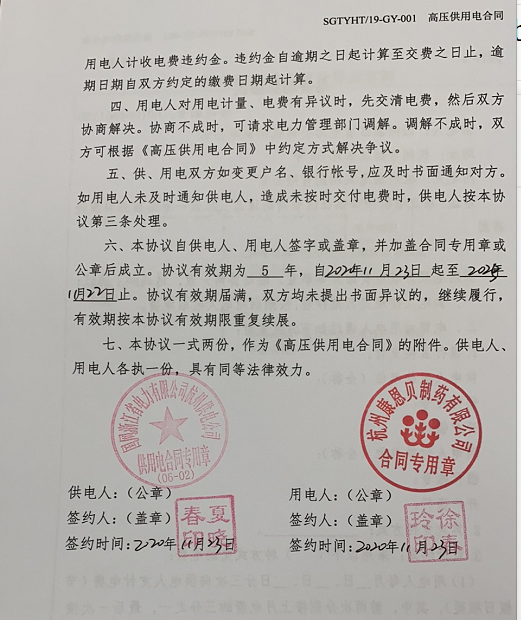 SGTYHT/19-GY-001 高压供用电合同
用电人计收电费违约金。违约金自逾期之日起计算至交费之日止，逾
期日期自双方约定的缴费日期起计算。
四、用电人对用电计量、电费有异议时，先交清电费，然后双方
协商解决。协商不成时，可请求电力管理部门调解。调解不成时，双
方可根据《高压供用电合同》中约定方式解决争议。
五、供、用电双方如变更户名、银行帐号,应及时书面通知对方。
如用电人未及时通知供电人，造成未按时交付电费时，供电人按本协
议第三条处理。
六、本协议自供电人、用电人签字或盖章，并加盖合同专用章或
公章后成立。协议有效期为 5 年，自 年11月23日 起至
11月22日止。协议有效期届满，双方均未提出书面异议的，继续履行，
有效期按本协议有效期限重复续展。
七、本协议一式两份，作为《高压供用电合同》的附件。供电人、
用电人各执一份，具有同等法律效力。
国网浙江省电力有限公司杭州供电公司
供用电合同专用章
(06-02)
杭州康恩贝制药有限公司
合同专用章
供电人：（公章）
用电人：（公章）
签约人：（盖章）
春夏
印
签约人：（盖章）
玲徐
印春
签约时间：2020年11月23日
签约时间：2020年11月23日